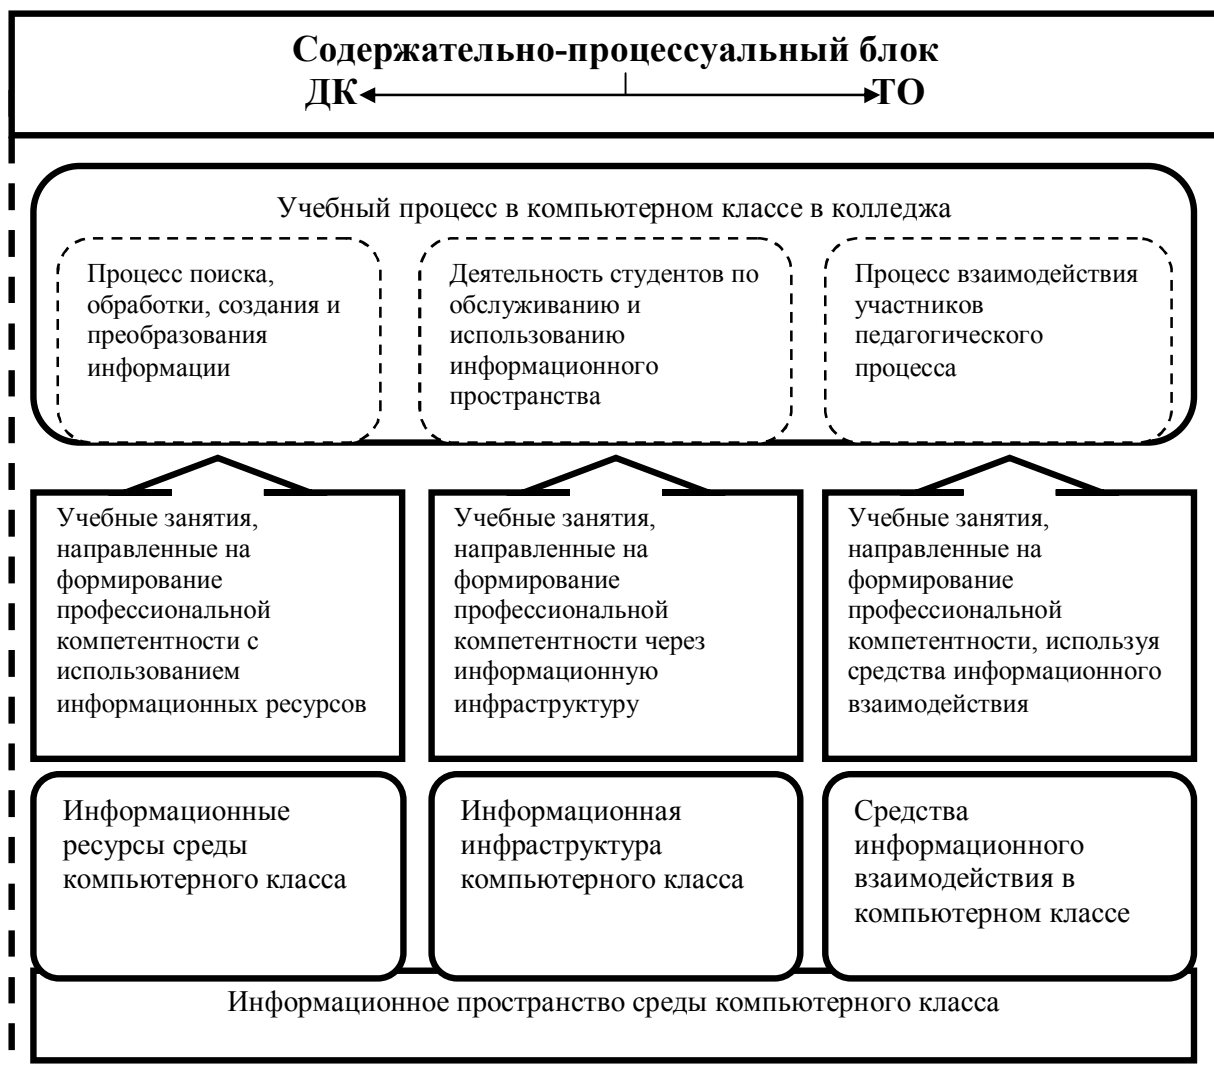 Содержательно-процессуальный блок
ДК ТО
Учебный процесс в компьютерном классе в колледжа
Процесс поиска,
обработки, создания и
преобразования
информации
Деятельность студентов по
обслуживанию и
использованию
информационного
пространства
Процесс взаимодействия
участников
педагогического
процесса
Учебные занятия,
направленные на
формирование
профессиональной
компетентности с
использованием
информационных ресурсов
Учебные занятия,
направленные на
формирование
профессиональной
компетентности через
информационную
инфраструктуру
Учебные занятия,
направленные на
формирование
профессиональной
компетентности, используя
средства информационного
взаимодействия
Информационные
ресурсы среды
компьютерного класса
Информационная
инфраструктура
компьютерного класса
Средства
информационного
взаимодействия в
компьютерном классе
Информационное пространство среды компьютерного класса